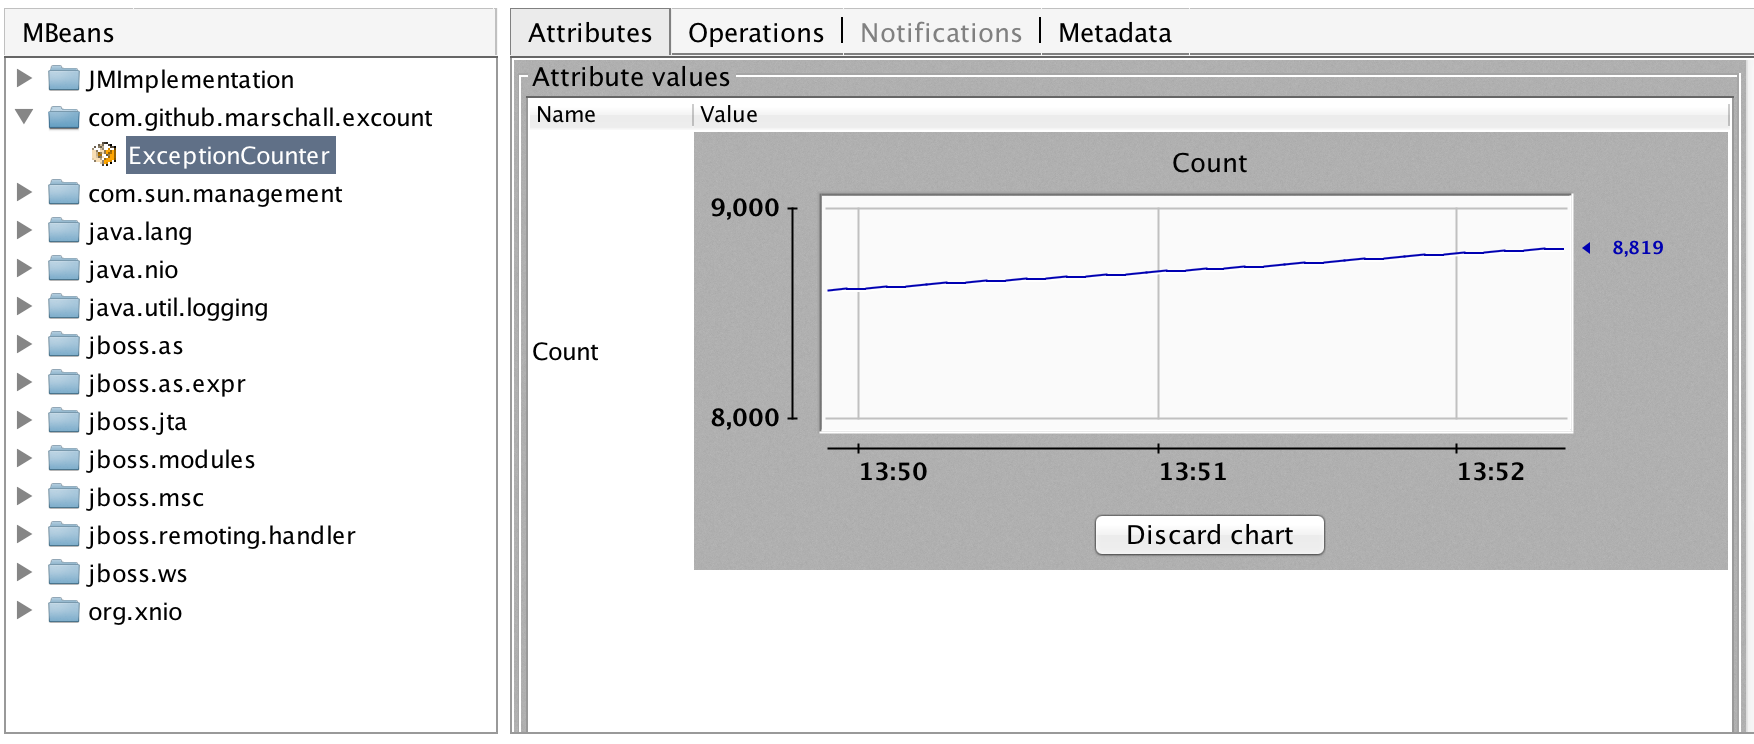 MBeans
JMImplementation
com.github.marschall.excount
ExceptionCounter
com.sun.management
java.lang
java.nio
java.util.logging
jboss.as
jboss.as.expr
jboss.jta
jboss.modules
jboss.msc
jboss.remoting.handler
jboss.ws
org.xnio
Attributes Operations Notifications Metadata
Attribute values
Name Value
Count
Count
9,000
8,819
8,000
13:50 13:51 13:52
Discard chart